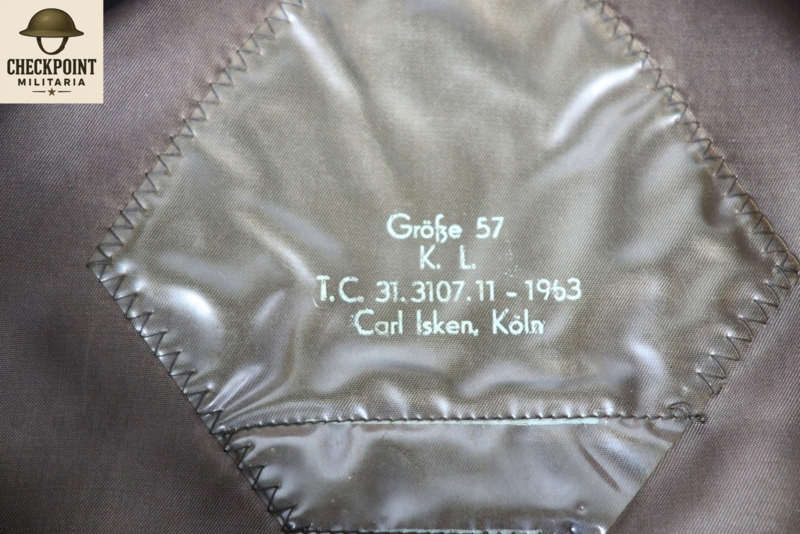 CHECKPOINT
MILITARIA
Größe 57
K. L.
T.C. 31.3107.11 - 1963
Carl Isken, Köln